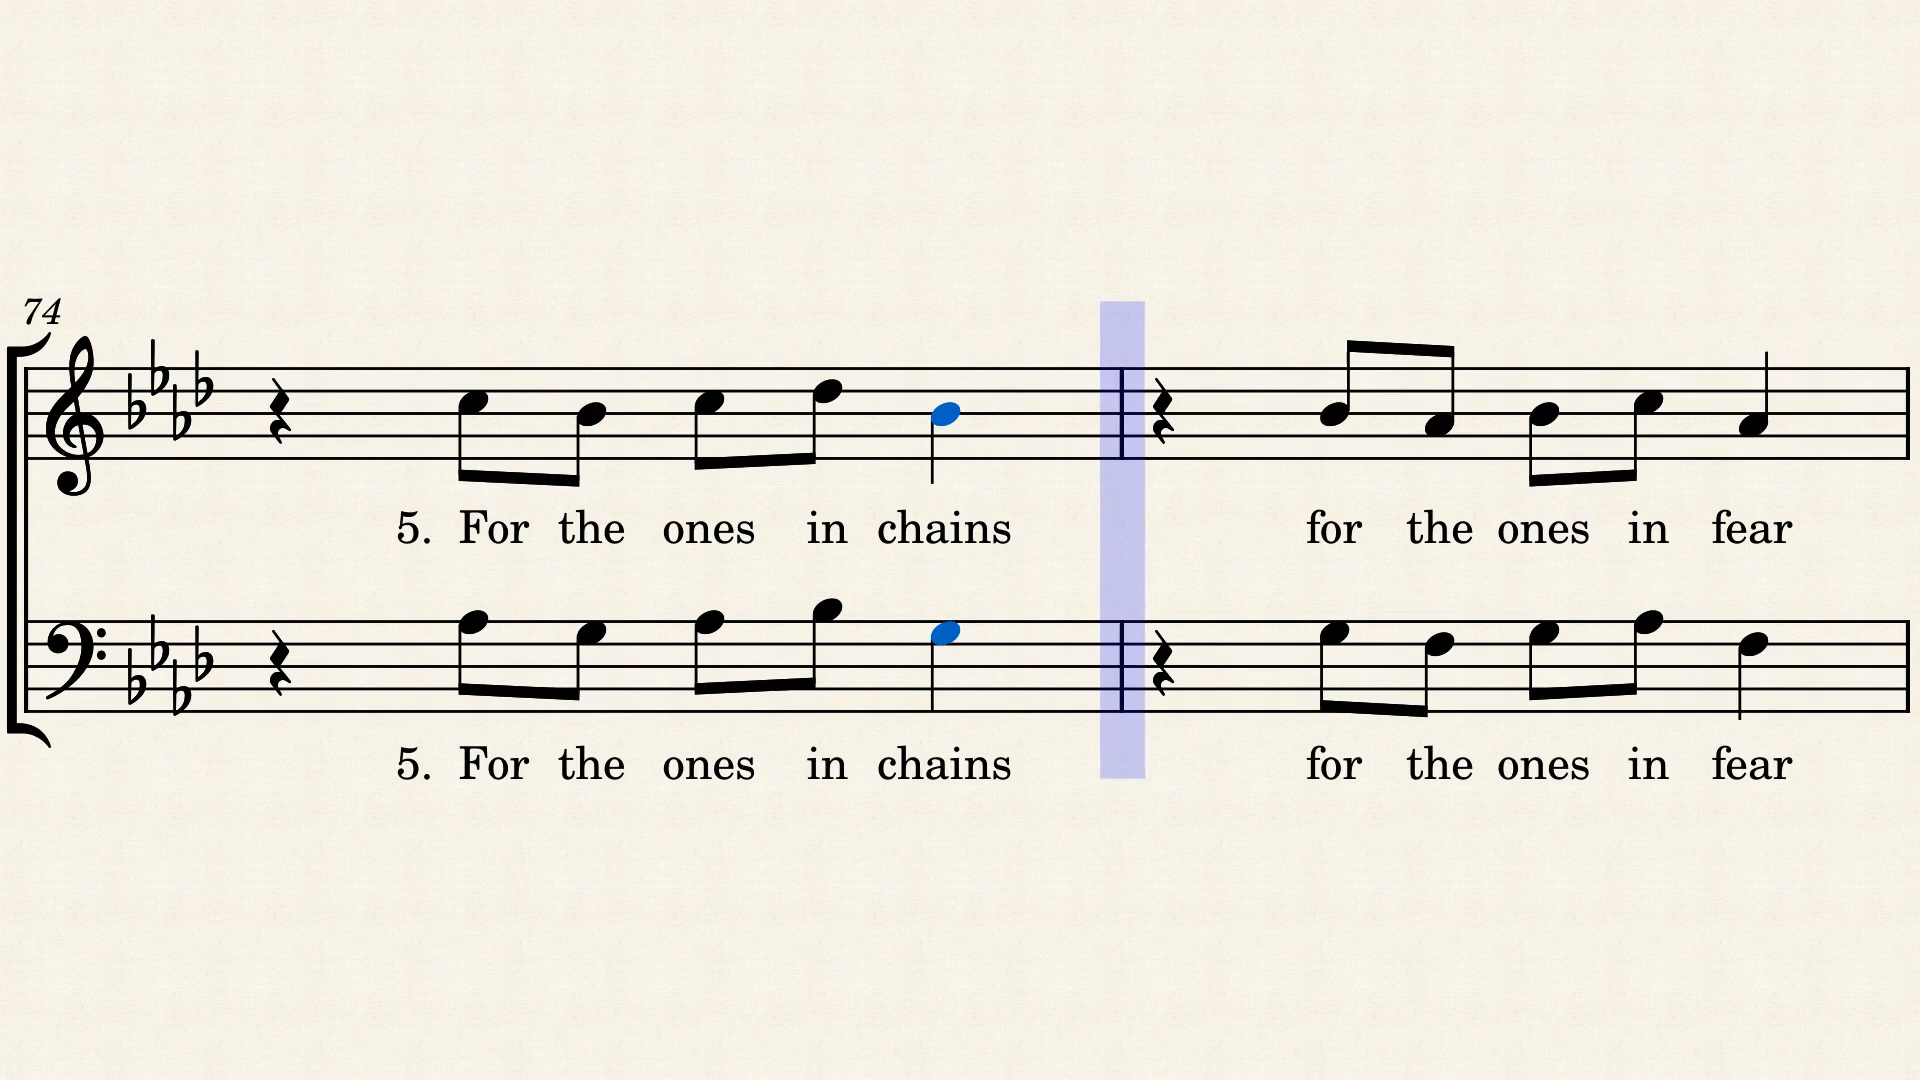 74
5. For the ones in chains for the ones in fear
5. For the ones in chains for the ones in fear